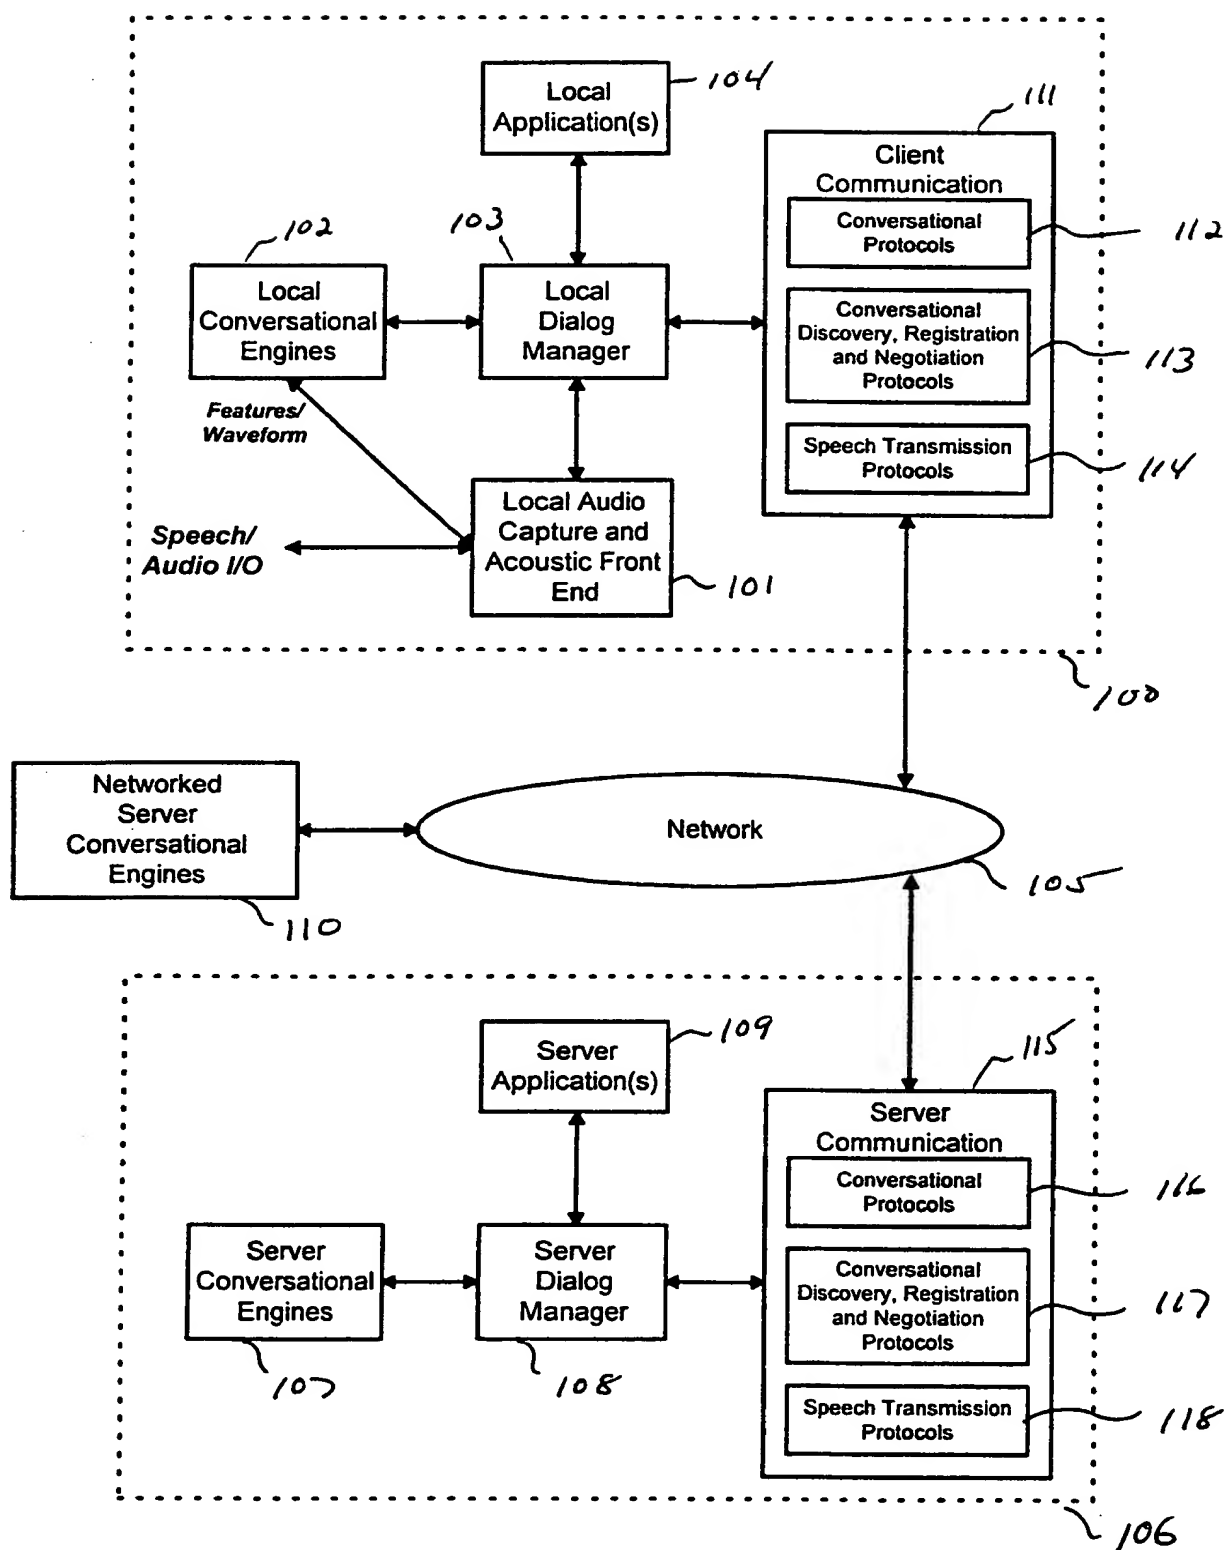 Local
Application(s)
104
111
Client
Communication
Conversational
Protocols
112
102
103
Local
Conversational
Engines
Local
Dialog
Manager
Conversational
Discovery, Registration
and Negotiation
Protocols
113
Features/
Waveform
Speech Transmission
Protocols
114
Speech/
Audio I/O
Local Audio
Capture and
Acoustic Front
End
101
100
Networked
Server
Conversational
Engines
110
Network
105
Server
Application(s)
109
115
Server
Communication
Conversational
Protocols
116
Server
Conversational
Engines
107
Server
Dialog
Manager
108
Conversational
Discovery, Registration
and Negotiation
Protocols
117
Speech Transmission
Protocols
118
106